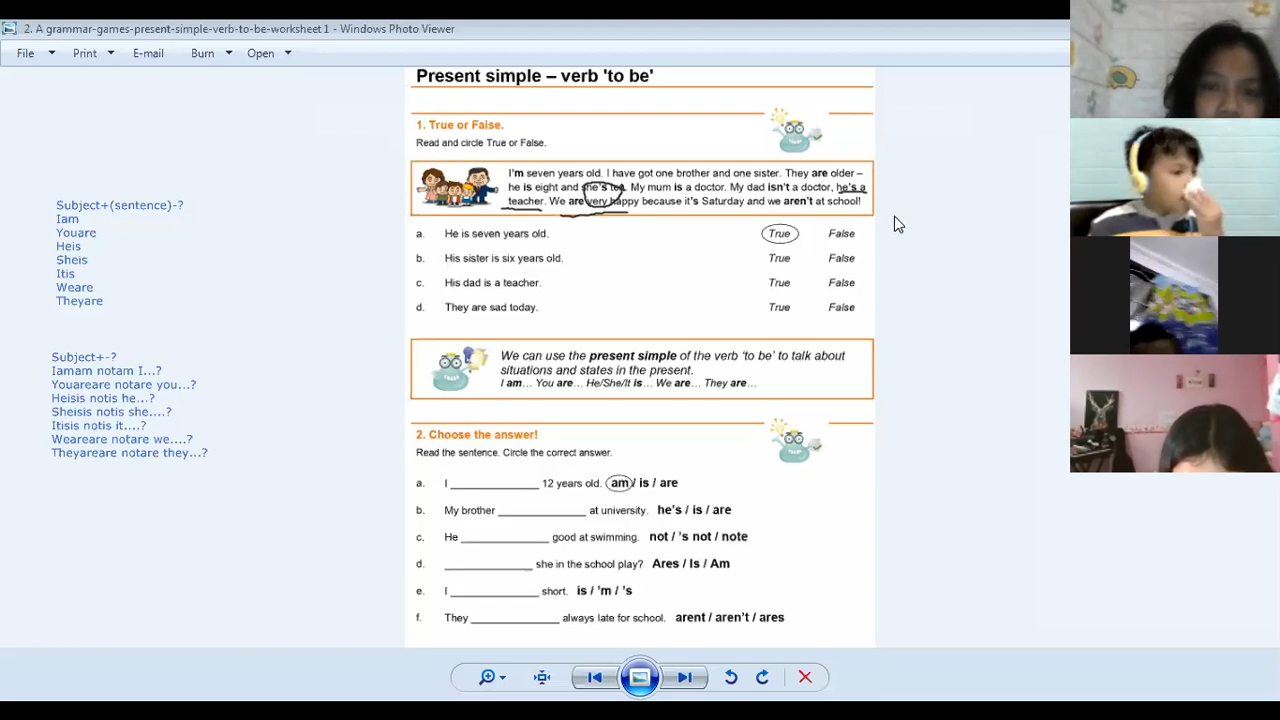 2. A grammar-games-present-simple-verb-to-be-worksheet1 - Windows Photo Viewer
File Print E-mail Burn Open
Present simple – verb 'to be'
1. True or False.
Read and circle True or False.
I'm seven years old. I have got one brother and one sister. They are older –
he is eight and she's ten. My mum is a doctor. My dad isn't a doctor, he's a
teacher. We are very happy because it's Saturday and we aren't at school!
a. He is seven years old. True False
b. His sister is six years old. True False
c. His dad is a teacher. True False
d. They are sad today. True False
We can use the present simple of the verb 'to be' to talk about
situations and states in the present.
I am… You are… He/She/It is… We are… They are…
2. Choose the answer!
Read the sentence. Circle the correct answer.
a. I ______________ 12 years old. am / is / are
b. My brother ______________ at university. he's / is / are
c. He ______________ good at swimming. not / 's not / note
d. ______________ she in the school play? Ares / Is / Am
e. I ______________ short. is / 'm / 's
f. They ______________ always late for school. arent / aren't / ares
Subject+(sentence)-?
Iam
Youare
Heis
Sheis
Itis
Weare
Theyare
Subject+-?
Iamam notam I...?
Youareare notare you...?
Heisis notis he...?
Sheisis notis she....?
Itisis notis it....?
Weareare notare we....?
Theyareare notare they...?